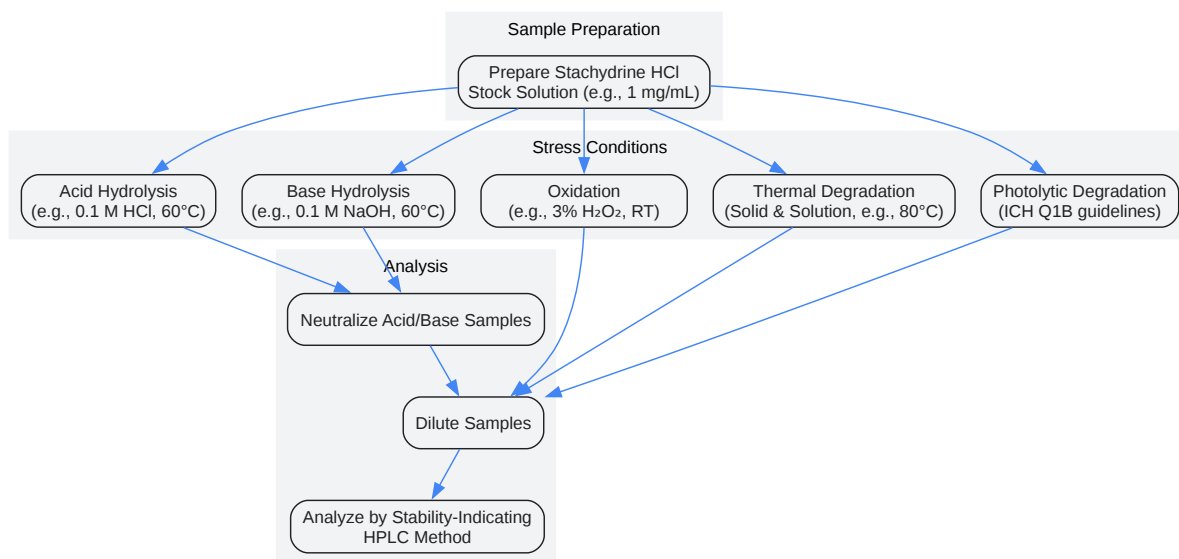 Sample Preparation
Prepare Stachydrine HCl
Stock Solution (e.g., 1 mg/mL)
Stress Conditions
Acid Hydrolysis
(e.g., 0.1 M HCl, 60°C)
Base Hydrolysis
(e.g., 0.1 M NaOH, 60°C)
Oxidation
(e.g., 3% H₂O₂, RT)
Thermal Degradation
(Solid & Solution, e.g., 80°C)
Photolytic Degradation
(ICH Q1B guidelines)
Analysis
Neutralize Acid/Base Samples
Dilute Samples
Analyze by Stability-Indicating
HPLC Method